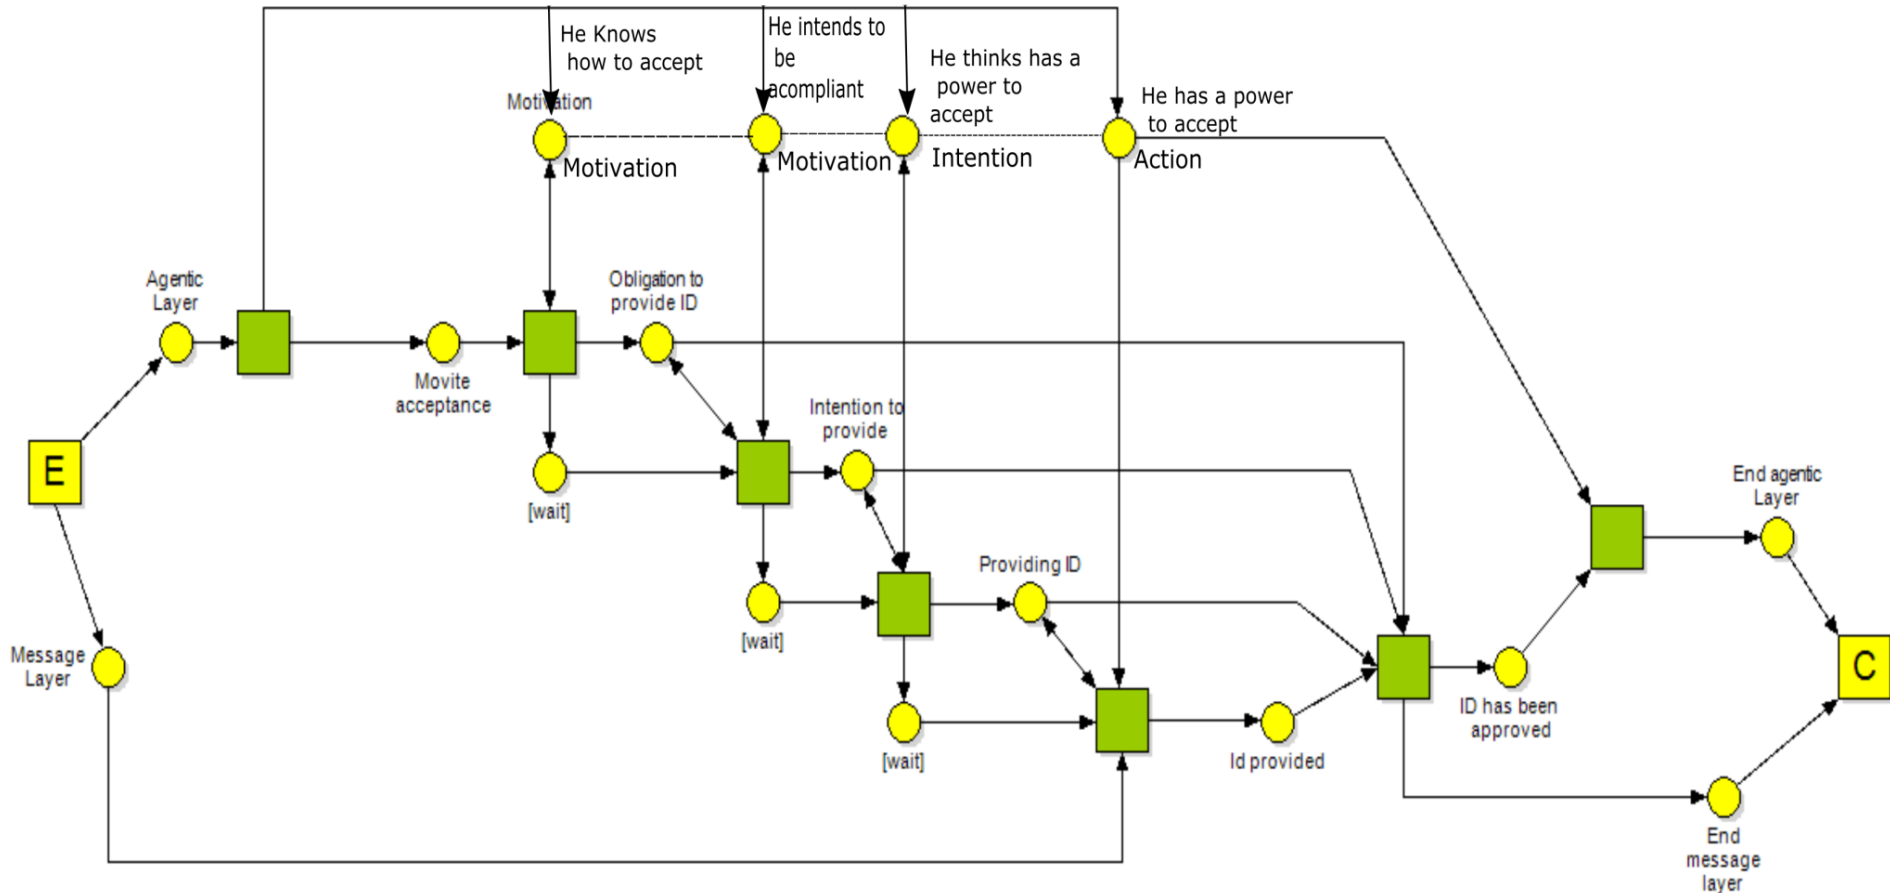 He Knows
how to accept
He intends to
be
acompliant
He thinks has a
power to
accept
He has a power
to accept
Motivation
Motivation
Motivation
Intention
Action
Agentic
Layer
Obligation to
provide ID
Movite
acceptance
Intention to
provide
E
[wait]
End agentic
Layer
Providing ID
[wait]
Message
Layer
C
ID has been
approved
[wait]
Id provided
End
message
layer